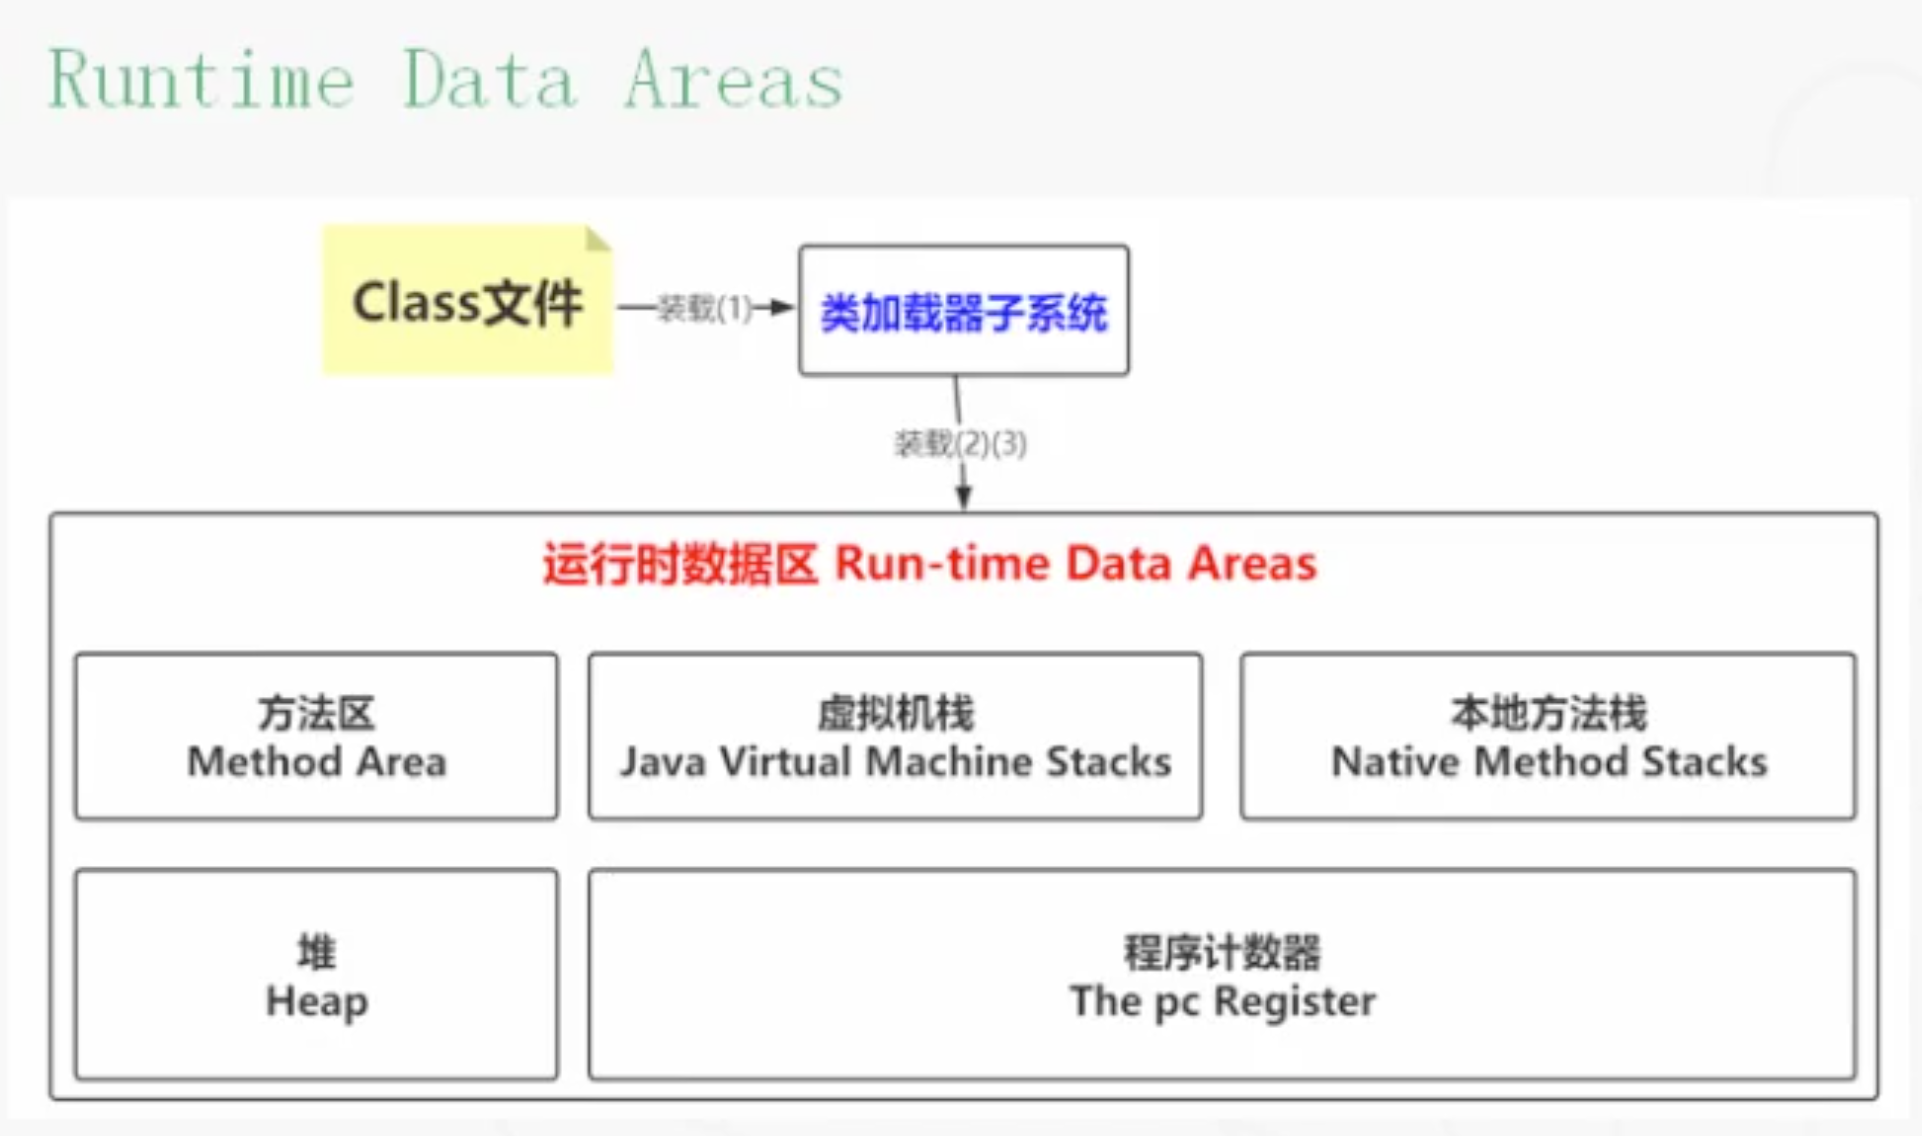 Runtime Data Areas
Class文件
装载(1)
类加载器子系统
装载(2)(3)
运行时数据区 Run-time Data Areas
方法区
Method Area
虚拟机栈
Java Virtual Machine Stacks
本地方法栈
Native Method Stacks
堆
Heap
程序计数器
The pc Register